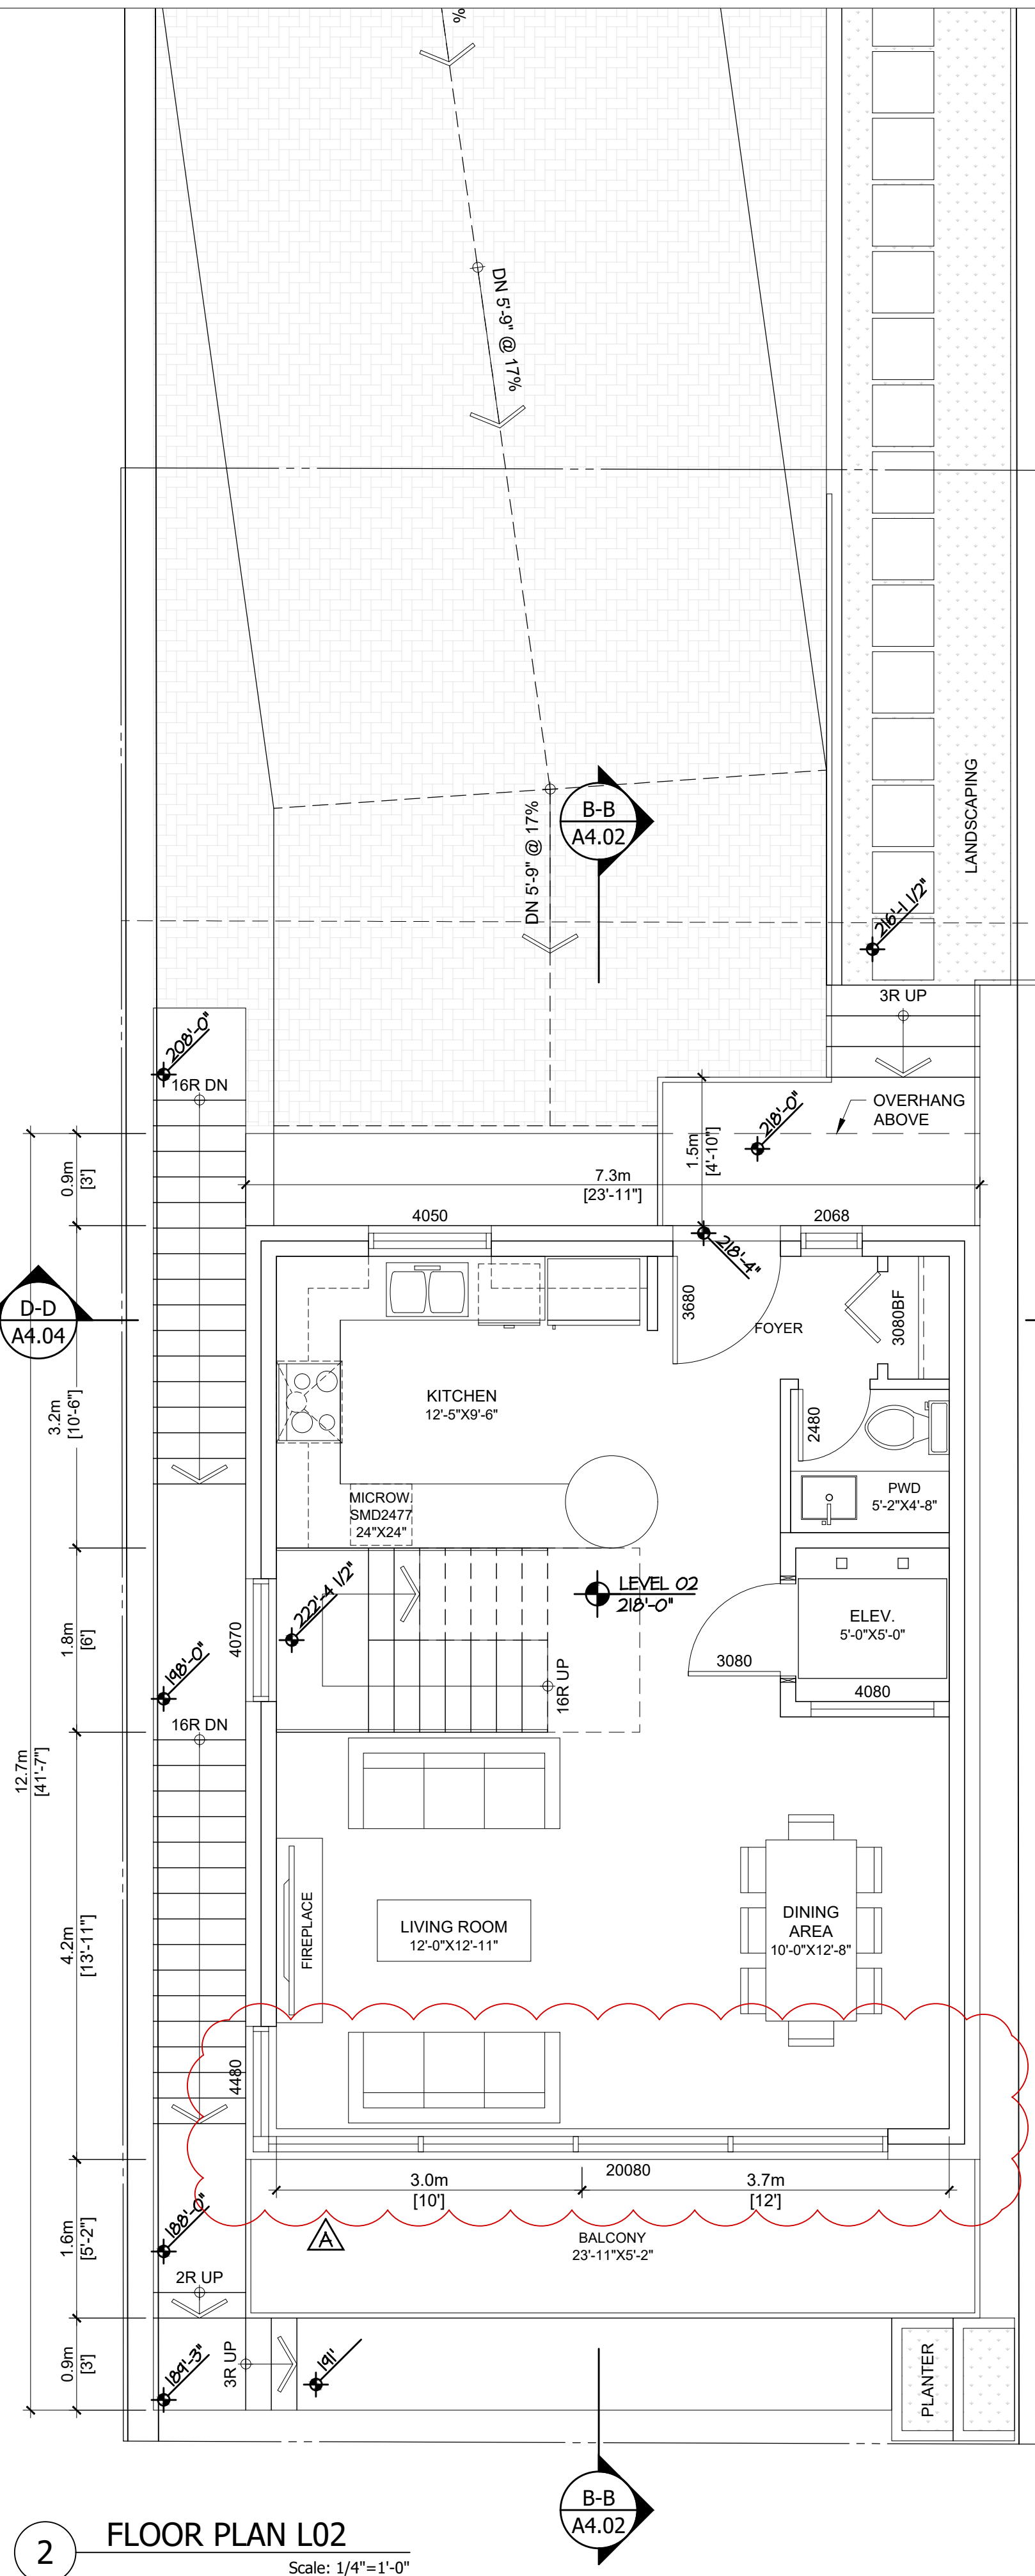 %
DN 5'-9" @ 17%
LANDSCAPING
DN 5'-9" @ 17%
B-B
A4.02
216'-1 1/2"
3R UP
208'-0"
16R DN
OVERHANG
ABOVE
218'-0"
1.5m
[4'-10"]
0.9m
[3']
7.3m
[23'-11"]
4050
2068
218'-4"
D-D
A4.04
3680
FOYER
3080BF
3.2m
[10'-6"]
KITCHEN
12'-5"X9'-6"
2480
PWD
5'-2"X4'-8"
MICROW.
SMD2477
24"X24"
222'-4 1/2"
LEVEL 02
218'-0"
ELEV.
5'-0"X5'-0"
1.8m
[6']
4070
198'-0"
16R UP
3080
4080
16R DN
12.7m
[41'-7"]
4.2m
[13'-11"]
FIREPLACE
LIVING ROOM
12'-0"X12'-11"
DINING
AREA
10'-0"X12'-8"
4480
20080
3.0m
[10']
3.7m
[12']
188'-0"
A
BALCONY
23'-11"X5'-2"
1.6m
[5'-2"]
2R UP
189'-3"
3R UP
191'
0.9m
[3']
PLANTER
B-B
A4.02
2
FLOOR PLAN L02
Scale: 1/4"=1'-0"